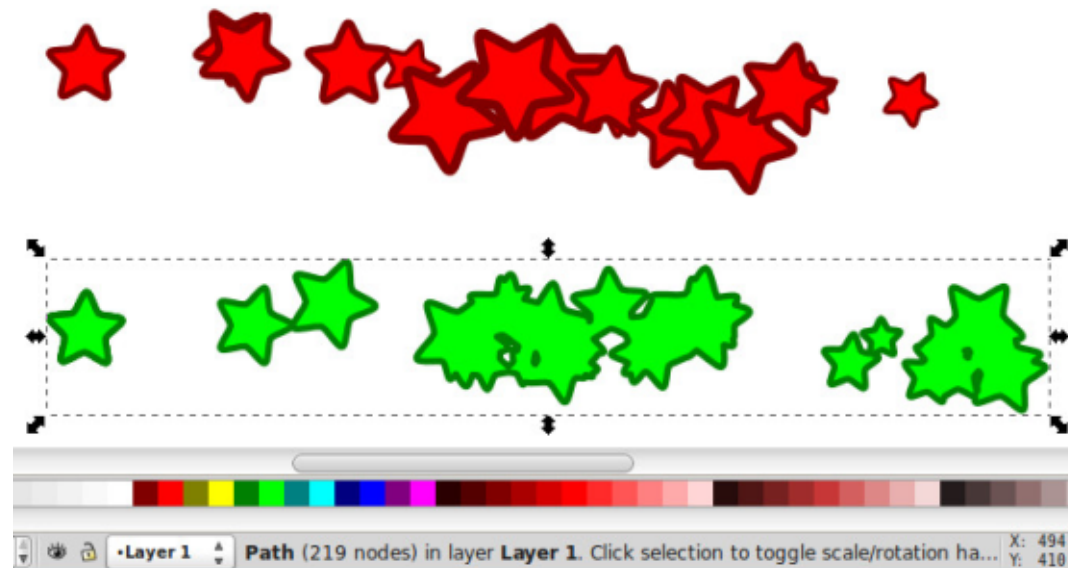 •Layer 1 Path (219 nodes) in layer Layer 1. Click selection to toggle scale/rotation ha... X: 494
Y: 410